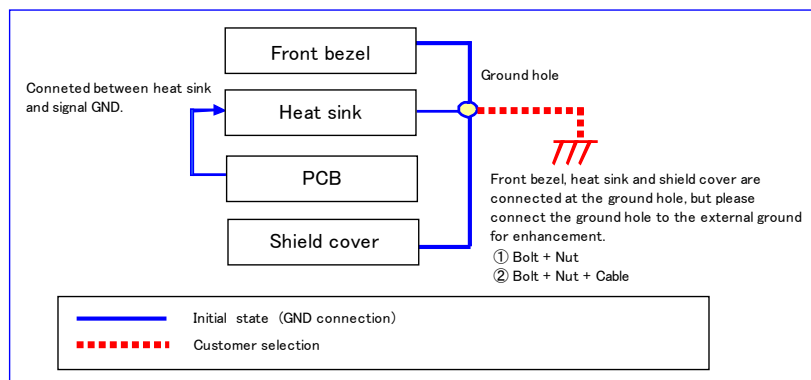 Front bezel
Ground hole
Conneted between heat sink
and signal GND.
Heat sink
PCB
Front bezel, heat sink and shield cover are
connected at the ground hole, but please
connect the ground hole to the external ground
for enhancement.
① Bolt + Nut
② Bolt + Nut + Cable
Shield cover
Initial state (GND connection)
Customer selection